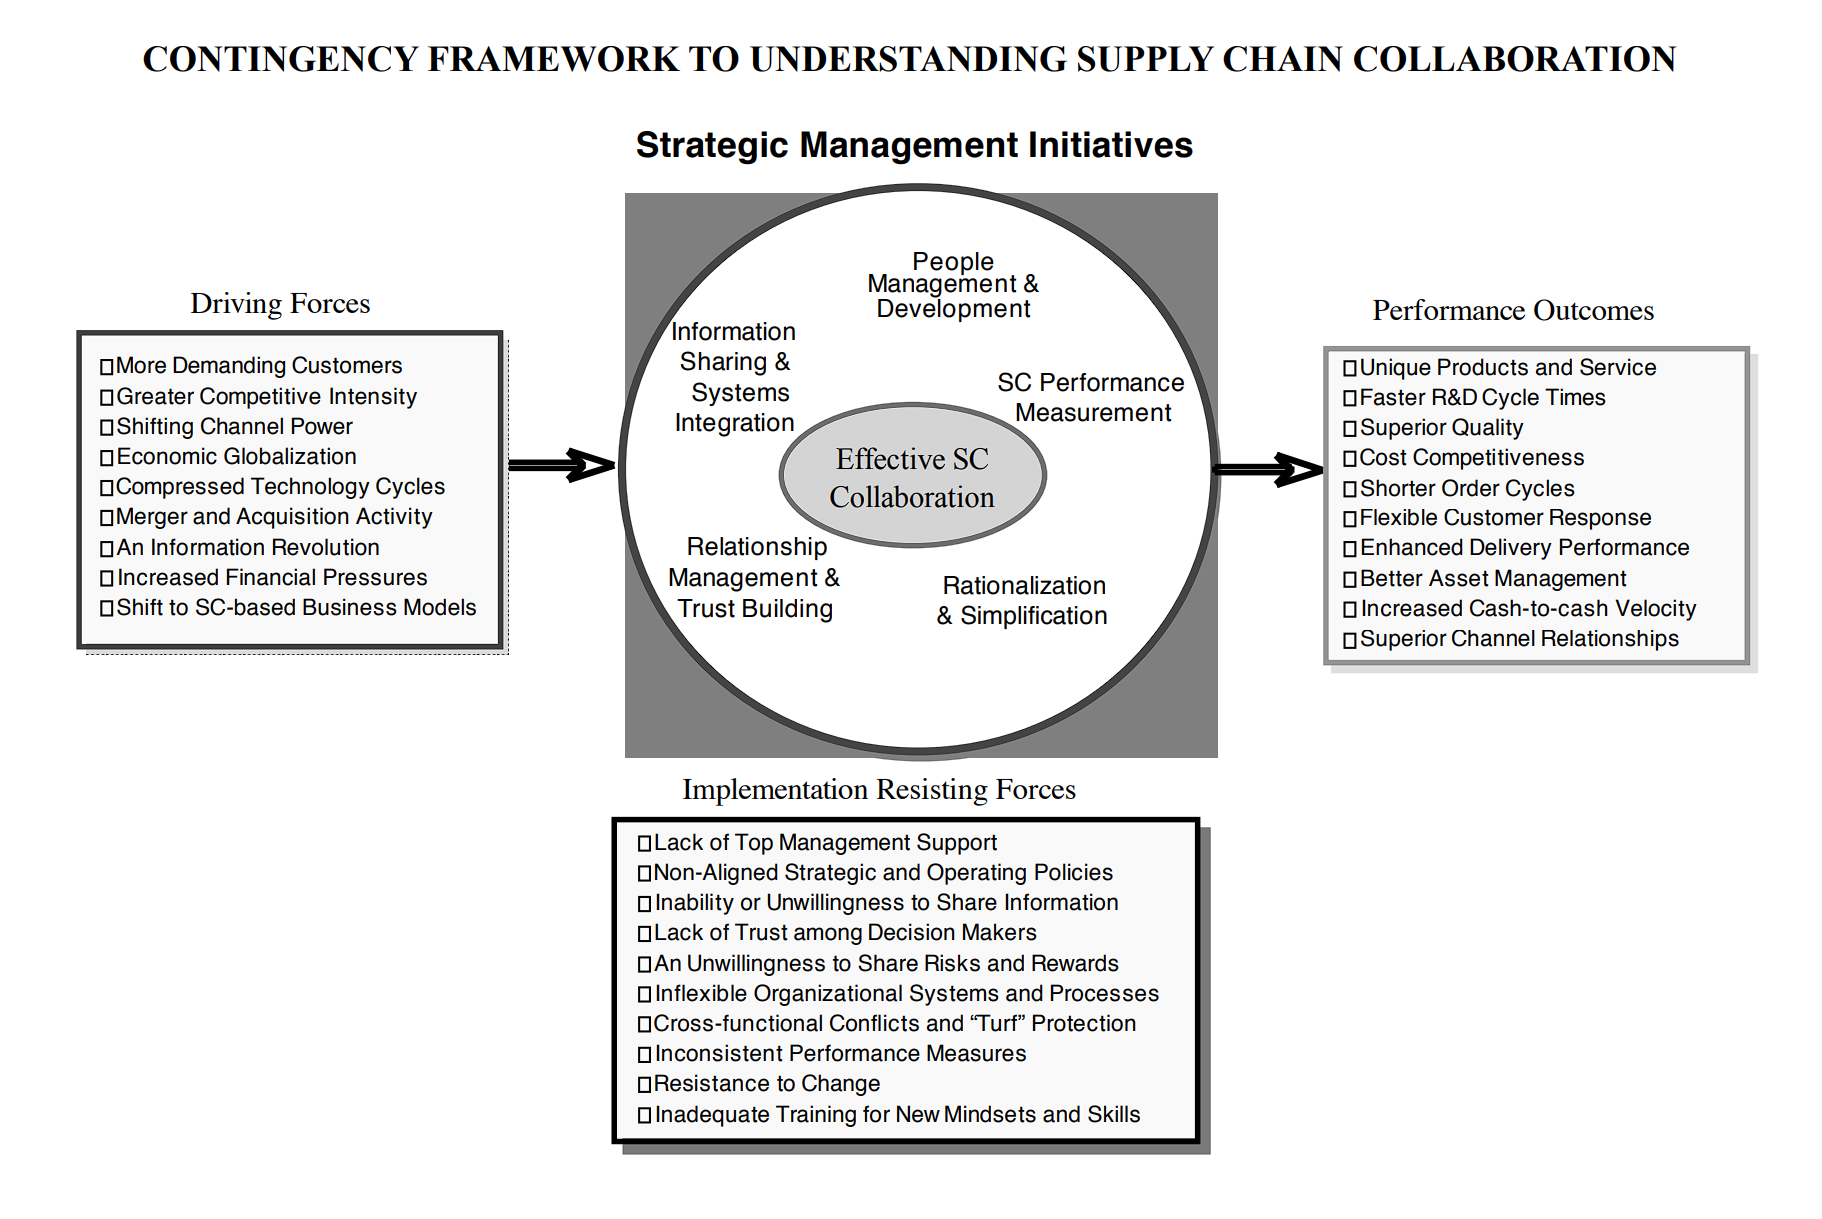 CONTINGENCY FRAMEWORK TO UNDERSTANDING SUPPLY CHAIN COLLABORATION
Strategic Management Initiatives
Driving Forces
More Demanding Customers
Greater Competitive Intensity
Shifting Channel Power
Economic Globalization
Compressed Technology Cycles
Merger and Acquisition Activity
An Information Revolution
Increased Financial Pressures
Shift to SC-based Business Models
People
Management &
Development
Information
Sharing &
Systems
Integration
SC Performance
Measurement
Effective SC
Collaboration
Relationship
Management &
Trust Building
Rationalization
& Simplification
Performance Outcomes
Unique Products and Service
Faster R&D Cycle Times
Superior Quality
Cost Competitiveness
Shorter Order Cycles
Flexible Customer Response
Enhanced Delivery Performance
Better Asset Management
Increased Cash-to-cash Velocity
Superior Channel Relationships
Implementation Resisting Forces
Lack of Top Management Support
Non-Aligned Strategic and Operating Policies
Inability or Unwillingness to Share Information
Lack of Trust among Decision Makers
An Unwillingness to Share Risks and Rewards
Inflexible Organizational Systems and Processes
Cross-functional Conflicts and “Turf” Protection
Inconsistent Performance Measures
Resistance to Change
Inadequate Training for New Mindsets and Skills